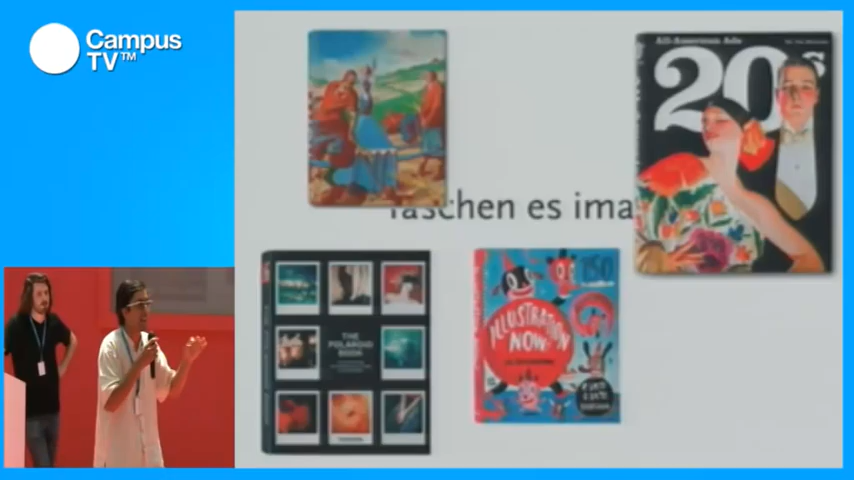 Campus
TV™
All-American Ads
20s
Taschen es ima
THE
POLAROID
BOOK
150
ILLUSTRATION
NOW!